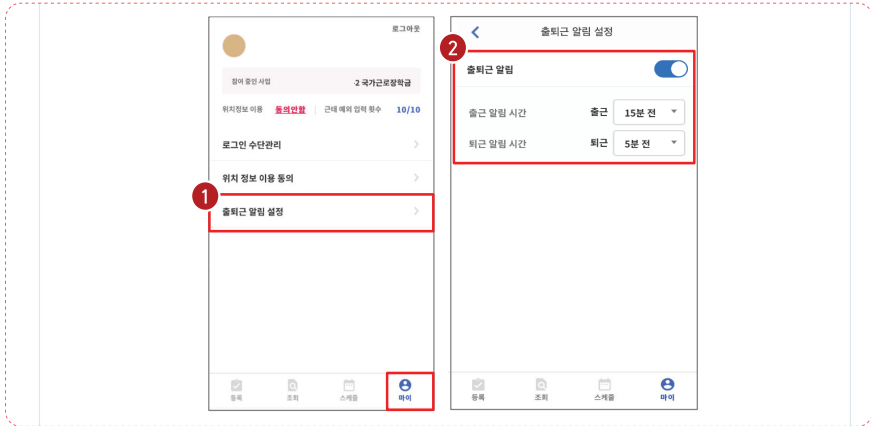 로그아웃
참여 중인 사업 -2 국가근로장학금
위치정보 이용 동의안함 | 근태 예외 입력 횟수 10/10
로그인 수단관리
위치 정보 이용 동의
1
출퇴근 알림 설정
등록 조회 스케줄 마이
출퇴근 알림 설정
2
출퇴근 알림
출근 알림 시간 출근 15분 전
퇴근 알림 시간 퇴근 5분 전
등록 조회 스케줄 마이